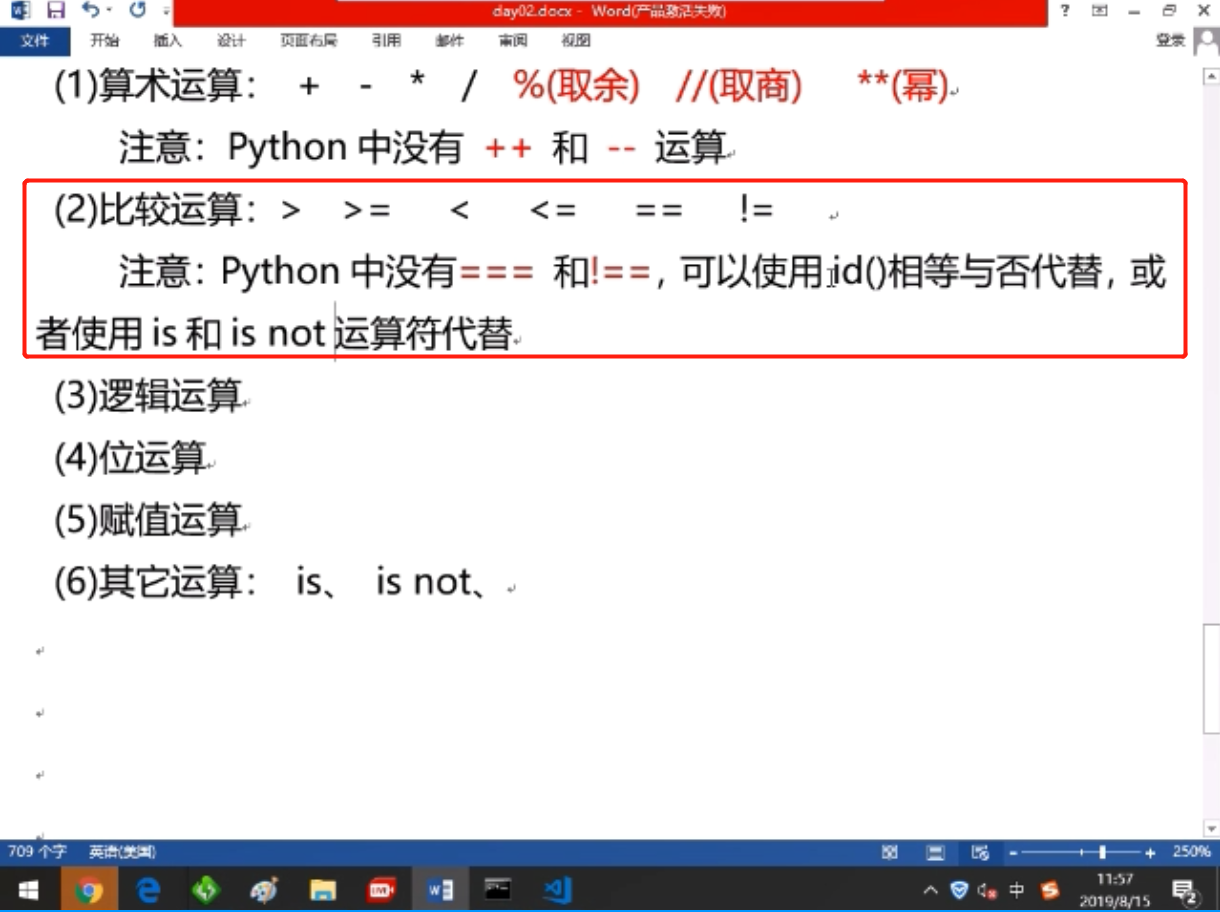 day02.docx - Word(产品激活失败)
文件 开始 插入 设计 页面布局 引用 邮件 审阅 视图 登录
(1)算术运算： + - * / %(取余) //(取商) **(幂)
注意：Python 中没有 ++ 和 -- 运算
(2)比较运算：> >= < <= == !=
注意：Python 中没有=== 和!==，可以使用id()相等与否代替，或
者使用 is 和 is not 运算符代替。
(3)逻辑运算
(4)位运算
(5)赋值运算
(6)其它运算： is、 is not、
709 个字 英语(美国) 250%
中 11:57
2019/8/15 2